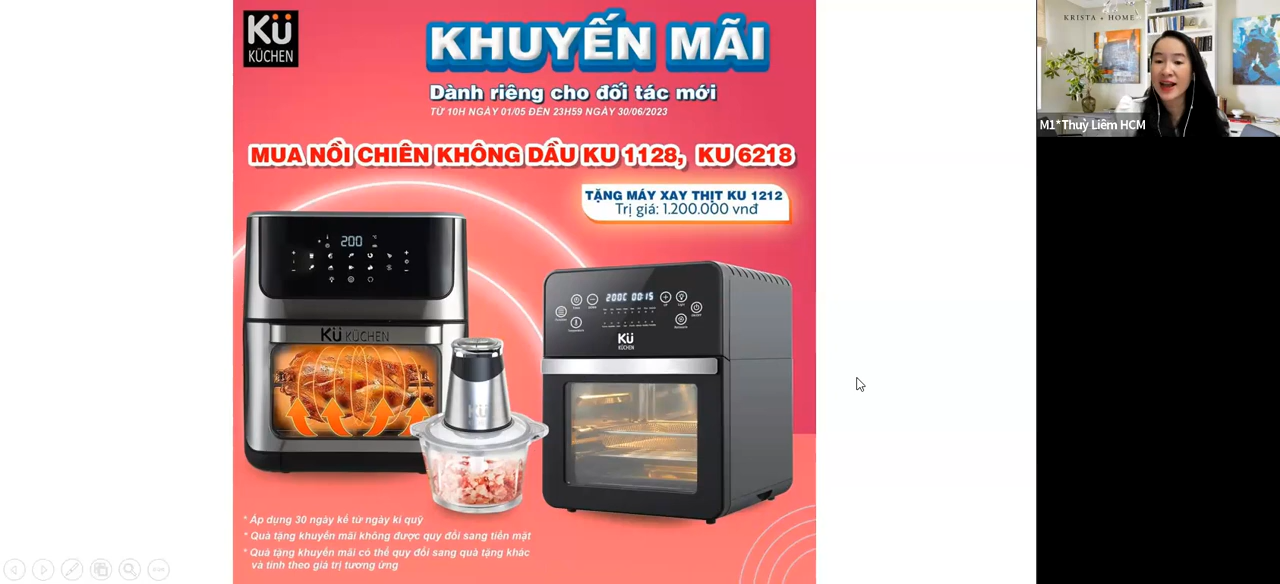 Kü
KÜCHEN
KHUYẾN MÃI
Dành riêng cho đối tác mới
TỪ 10H NGÀY 01/05 ĐẾN 23H59 NGÀY 30/06/2023
MUA NỒI CHIÊN KHÔNG DẦU KU 1128, KU 6218
TẶNG MÁY XAY THỊT KU 1212
Trị giá: 1.200.000 vnđ
200
Kü KÜCHEN
200C 00:15
Kü
KÜCHEN
Kü
* Áp dụng 30 ngày kể từ ngày kí quỹ
* Quà tặng khuyến mãi không được quy đổi sang tiền mặt
* Quà tặng khuyến mãi có thể quy đổi sang quà tặng khác
và tính theo giá trị tương ứng
KRISTA + HOME
M1*Thuỳ Liêm HCM